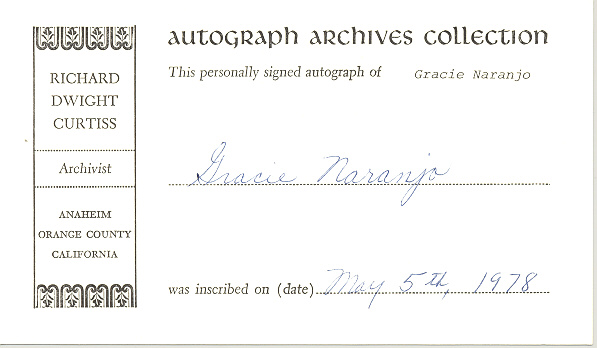 autograph archives collection
RICHARD
DWIGHT
CURTISS
Archivist
ANAHEIM
ORANGE COUNTY
CALIFORNIA
This personally signed autograph of Gracie Naranjo
Gracie Naranjo
was inscribed on (date) May 5th, 1978